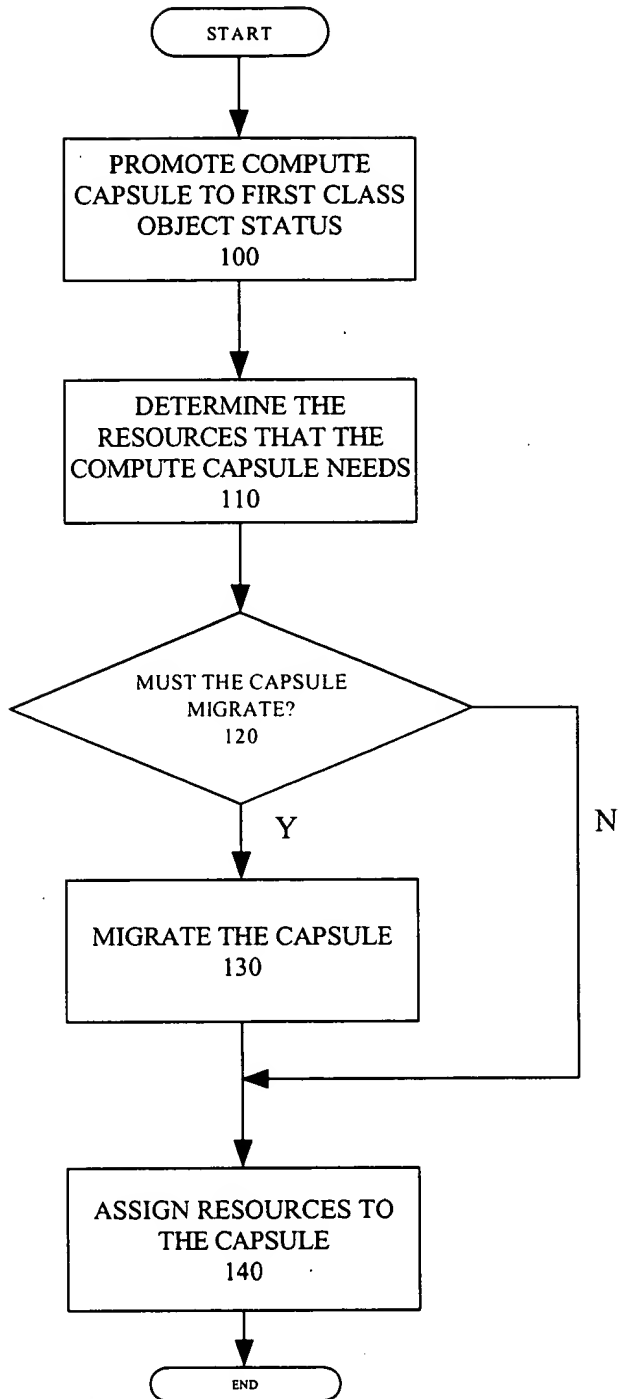 START
PROMOTE COMPUTE
CAPSULE TO FIRST CLASS
OBJECT STATUS
100
DETERMINE THE
RESOURCES THAT THE
COMPUTE CAPSULE NEEDS
110
MUST THE CAPSULE
MIGRATE?
120
Y
N
MIGRATE THE CAPSULE
130
ASSIGN RESOURCES TO
THE CAPSULE
140
END